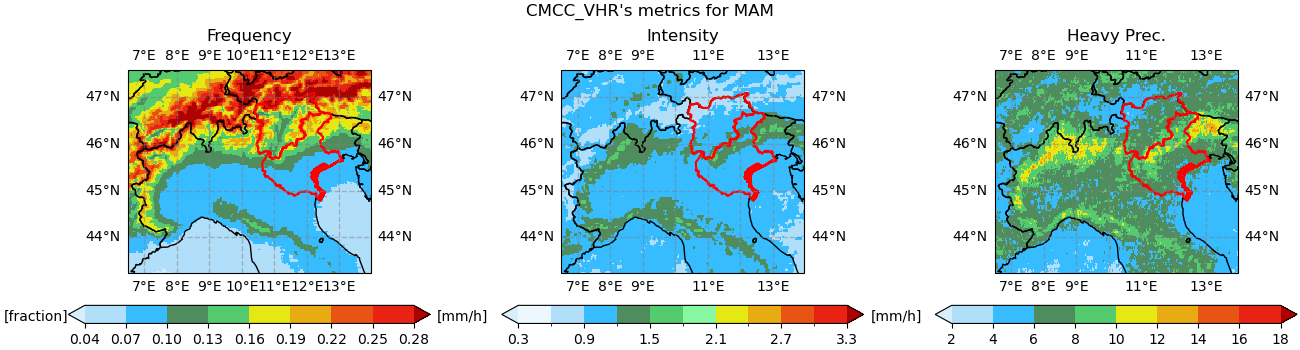 CMCC_VHR's metrics for MAM
Frequency Intensity Heavy Prec.
7°E 8°E 9°E 10°E 11°E 12°E 13°E 7°E 8°E 9°E 11°E 13°E 7°E 8°E 9°E 11°E 13°E
47°N 47°N 47°N 47°N 47°N 47°N
46°N 46°N 46°N 46°N 46°N 46°N
45°N 45°N 45°N 45°N 45°N 45°N
44°N 44°N 44°N 44°N 44°N 44°N
7°E 8°E 9°E 10°E 11°E 12°E 13°E 7°E 8°E 9°E 11°E 13°E 7°E 8°E 9°E 11°E 13°E
[fraction] [mm/h] [mm/h]
0.04 0.07 0.10 0.13 0.16 0.19 0.22 0.25 0.28 0.3 0.9 1.5 2.1 2.7 3.3 2 4 6 8 10 12 14 16 18